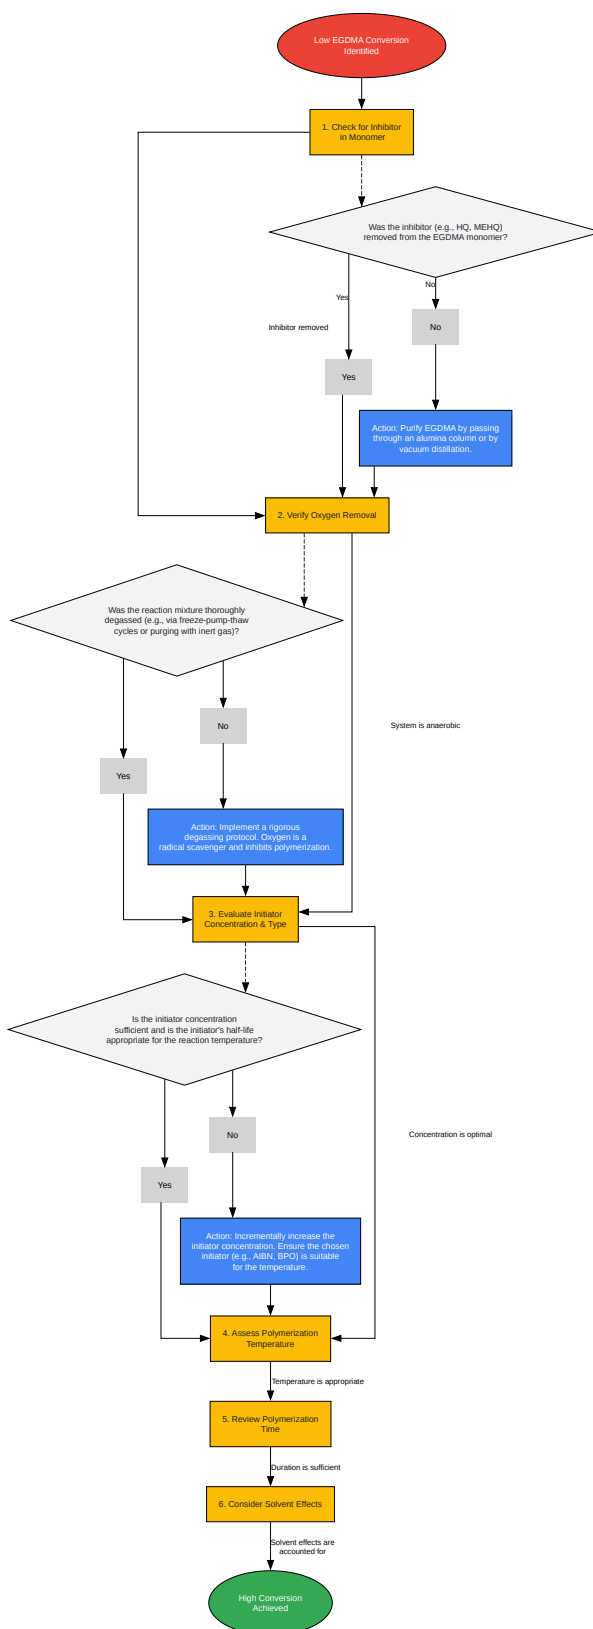 Low EGDMA Conversion
Identified
1. Check for Inhibitor
in Monomer
Was the inhibitor (e.g., HQ, MEHQ)
removed from the EGDMA monomer?
No
Yes
Inhibitor removed
No
Yes
Action: Purify EGDMA by passing
through an alumina column or by
vacuum distillation.
2. Verify Oxygen Removal
Was the reaction mixture thoroughly
degassed (e.g., via freeze-pump-thaw
cycles or purging with inert gas)?
No
System is anaerobic
Yes
Action: Implement a rigorous
degassing protocol. Oxygen is a
radical scavenger and inhibits polymerization.
3. Evaluate Initiator
Concentration & Type
Is the initiator concentration
sufficient and is the initiator's half-life
appropriate for the reaction temperature?
No
Concentration is optimal
Yes
Action: Incrementally increase the
initiator concentration. Ensure the chosen
initiator (e.g., AIBN, BPO) is suitable
for the temperature.
4. Assess Polymerization
Temperature
Temperature is appropriate
5. Review Polymerization
Time
Duration is sufficient
6. Consider Solvent Effects
Solvent effects are
accounted for
High Conversion
Achieved